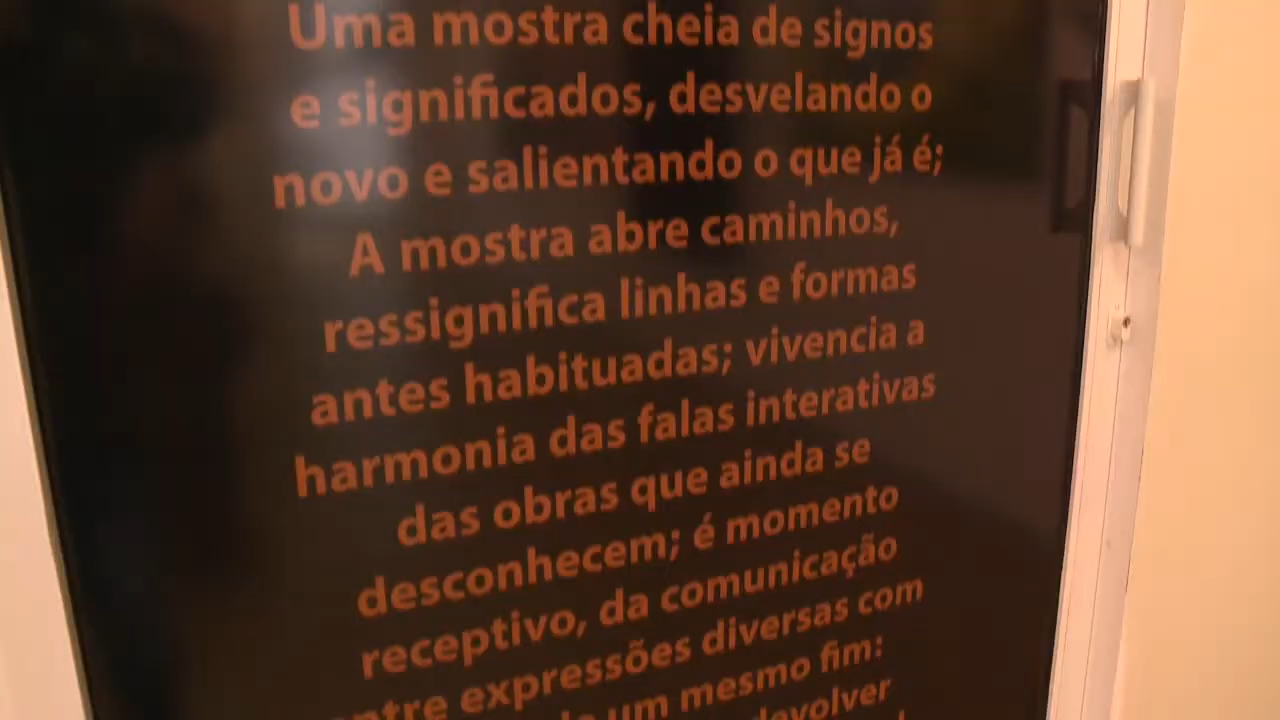 Uma mostra cheia de signos
e significados, desvelando o
novo e salientando o que já é;
A mostra abre caminhos,
ressignifica linhas e formas
antes habituadas; vivencia a
harmonia das falas interativas
das obras que ainda se
desconhecem; é momento
receptivo, da comunicação
entre expressões diversas com
um mesmo fim:
devolver